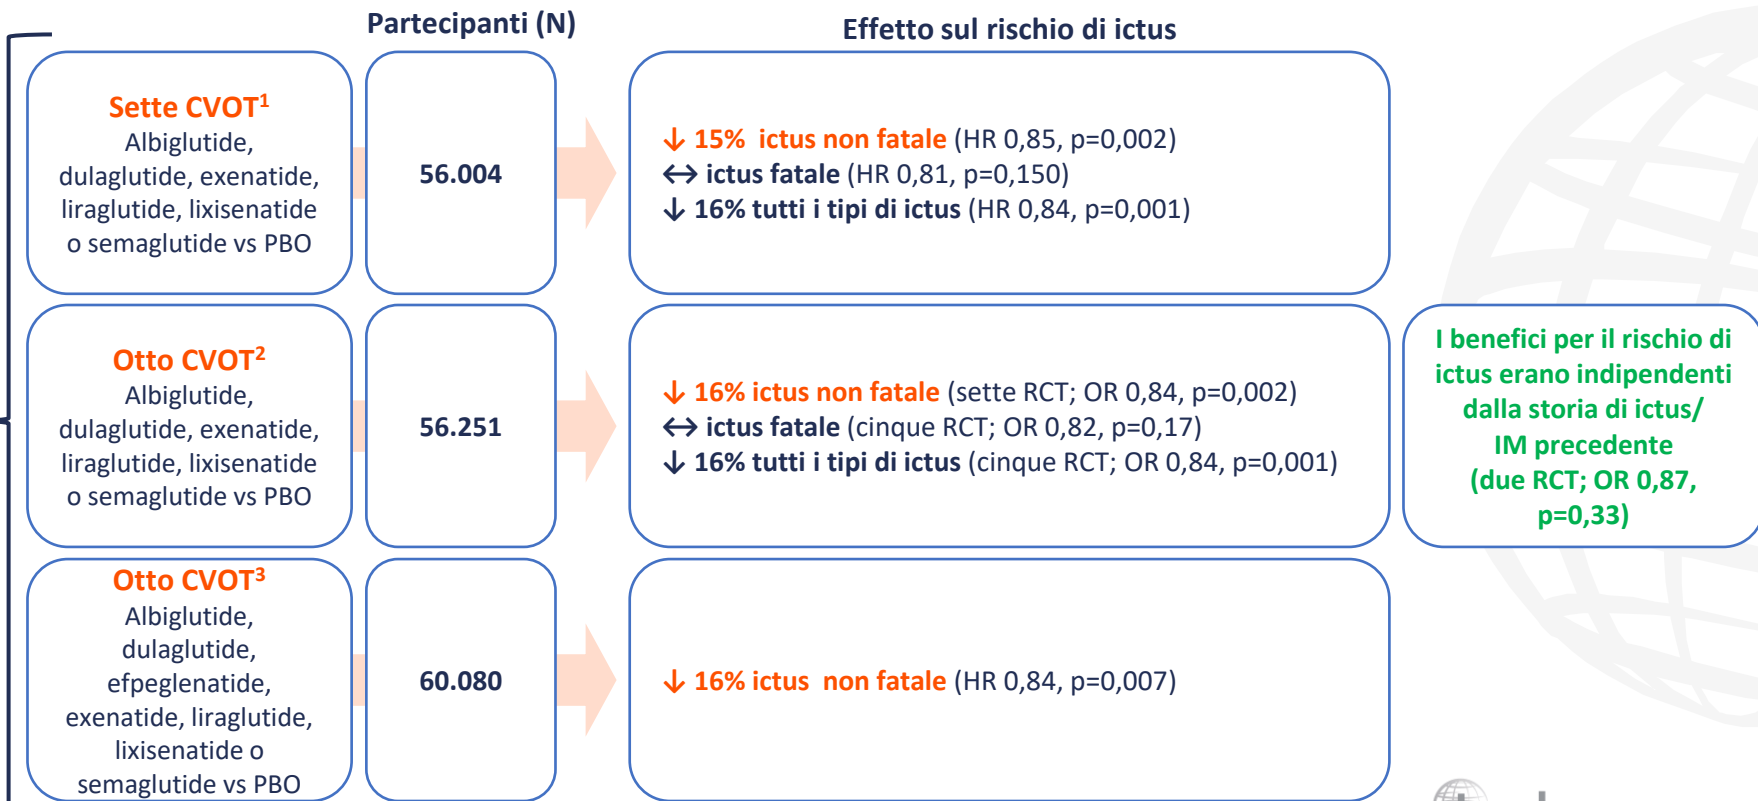 Partecipanti (N)
Effetto sul rischio di ictus
Sette CVOT1
Albiglutide,
dulaglutide, exenatide,
liraglutide, lixisenatide
o semaglutide vs PBO
56.004
↓ 15% ictus non fatale (HR 0,85, p=0,002)
↔ ictus fatale (HR 0,81, p=0,150)
↓ 16% tutti i tipi di ictus (HR 0,84, p=0,001)
Otto CVOT2
Albiglutide,
dulaglutide, exenatide,
liraglutide, lixisenatide
o semaglutide vs PBO
56.251
↓ 16% ictus non fatale (sette RCT; OR 0,84, p=0,002)
↔ ictus fatale (cinque RCT; OR 0,82, p=0,17)
↓ 16% tutti i tipi di ictus (cinque RCT; OR 0,84, p=0,001)
I benefici per il rischio di
ictus erano indipendenti
dalla storia di ictus/
IM precedente
(due RCT; OR 0,87,
p=0,33)
Otto CVOT3
Albiglutide,
dulaglutide,
efpeglenatide,
exenatide, liraglutide,
lixisenatide o
semaglutide vs PBO
60.080
↓ 16% ictus non fatale (HR 0,84, p=0,007)